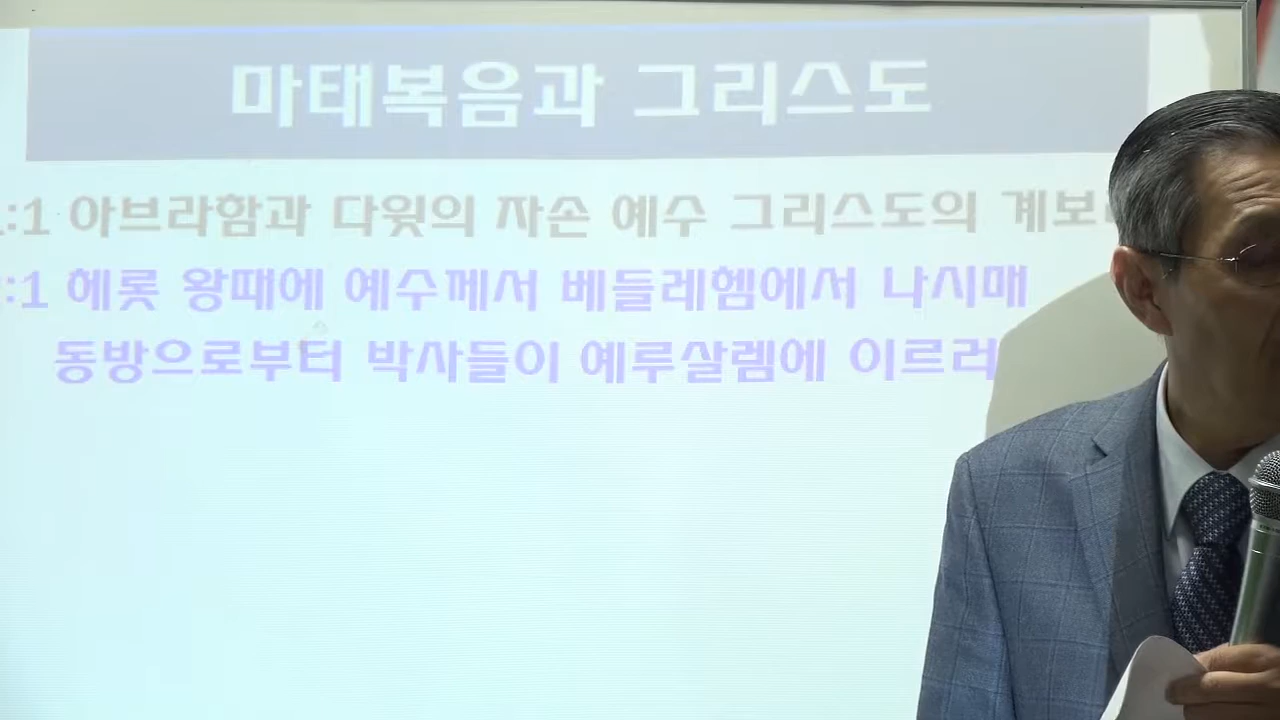 마태복음과 그리스도
:1 아브라함과 다윗의 자손 예수 그리스도의 계보
:1 헤롯 왕때에 예수께서 베들레헴에서 나시매
동방으로부터 박사들이 예루살렘에 이르러